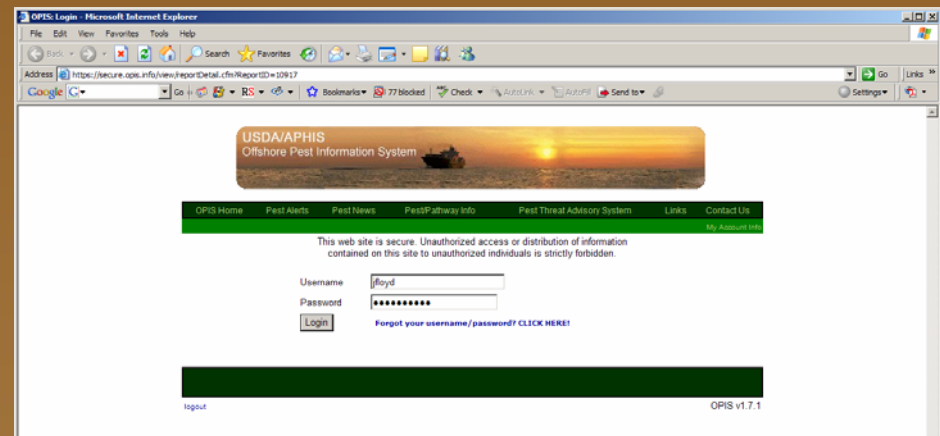 OPIS: Login - Microsoft Internet Explorer
File Edit View Favorites Tools Help
Back Search Favorites
Address https://secure.opis.info/view/reportDetail.cfm?ReportID=10917 Go Links »
Google G Go RS Bookmarks 77 blocked Check AutoLink AutoFill Send to Settings
USDA/APHIS
Offshore Pest Information System
OPIS Home Pest Alerts Pest News Pest/Pathway Info Pest Threat Advisory System Links Contact Us
My Account Info
This web site is secure. Unauthorized access or distribution of information
contained on this site to unauthorized individuals is strictly forbidden.
Username jfloyd
Password ••••••••••
Login Forgot your username/password? CLICK HERE!
logout OPIS v1.7.1